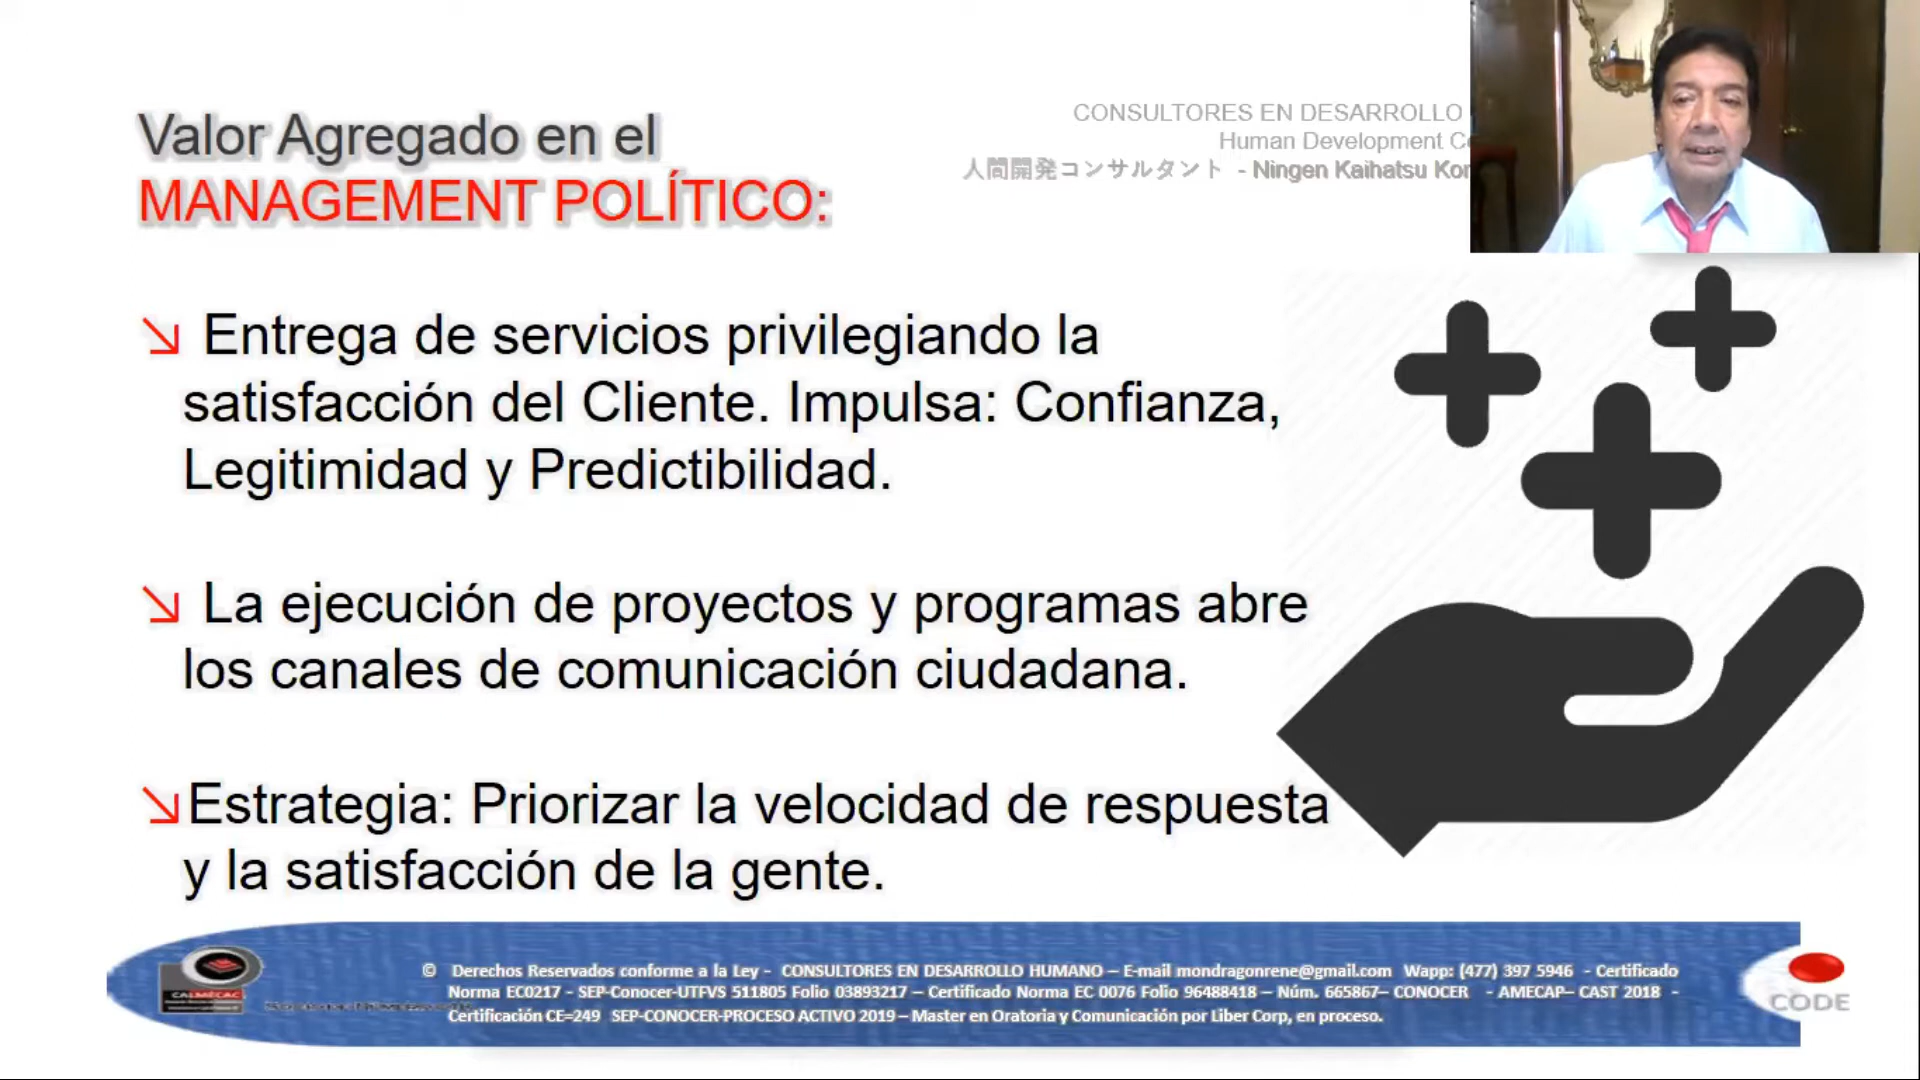 Valor Agregado en el
MANAGEMENT POLÍTICO:
CONSULTORES EN DESARROLLO
Human Development
人間開発コンサルタント - Ningen Kaihatsu
↘ Entrega de servicios privilegiando la
satisfacción del Cliente. Impulsa: Confianza,
Legitimidad y Predictibilidad.
↘ La ejecución de proyectos y programas abre
los canales de comunicación ciudadana.
↘Estrategia: Priorizar la velocidad de respuesta
y la satisfacción de la gente.
CALMECAC
© Derechos Reservados conforme a la Ley - CONSULTORES EN DESARROLLO HUMANO – E-mail mondragonrene@gmail.com Wapp: (477) 397 5946 - Certificado
Norma EC0217 - SEP-Conocer-UTFVS 511805 Folio 03893217 – Certificado Norma EC 0076 Folio 96488418 – Núm. 665867– CONOCER - AMECAP– CAST 2018 -
Certificación CE=249 SEP-CONOCER-PROCESO ACTIVO 2019 – Master en Oratoria y Comunicación por Liber Corp, en proceso.
CODE